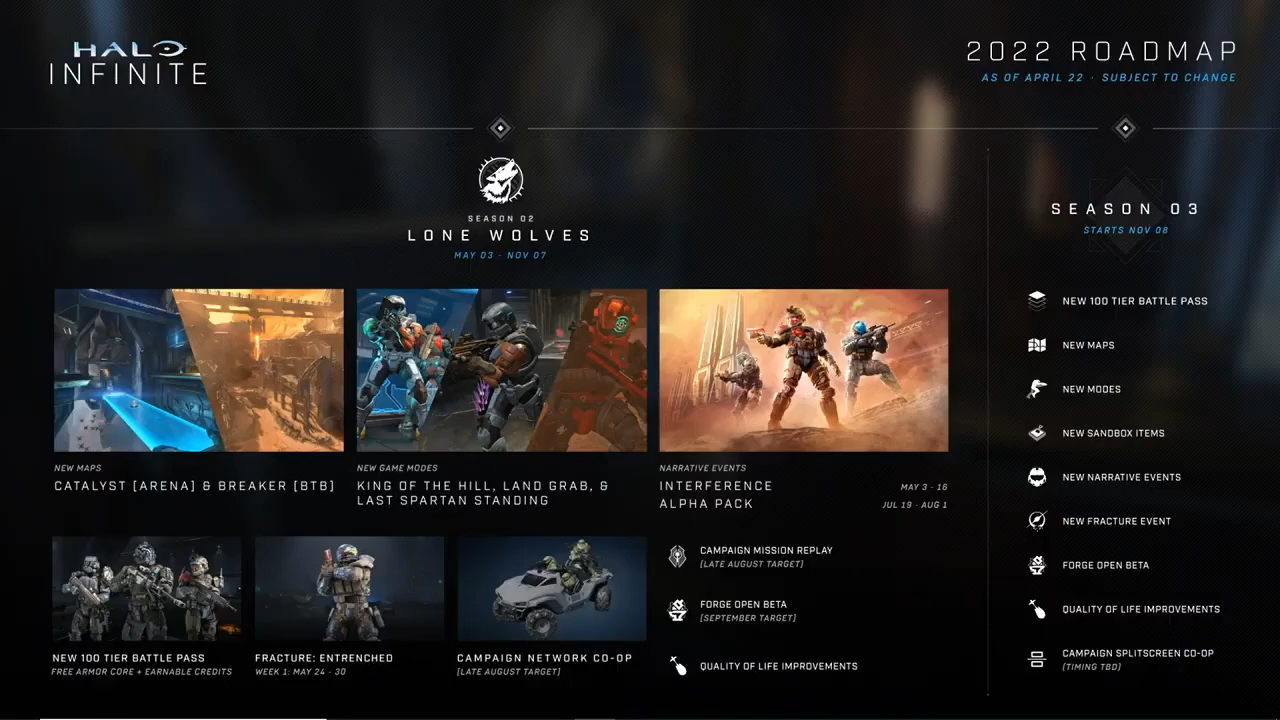 HALO
INFINITE
2022 ROADMAP
AS OF APRIL 22 · SUBJECT TO CHANGE
SEASON 02
LONE WOLVES
MAY 03 - NOV 07
NEW MAPS
CATALYST [ARENA] & BREAKER [BTB]
NEW GAME MODES
KING OF THE HILL, LAND GRAB, &
LAST SPARTAN STANDING
NARRATIVE EVENTS
INTERFERENCE MAY 3 - 16
ALPHA PACK JUL 19 - AUG 1
NEW 100 TIER BATTLE PASS
FREE ARMOR CORE + EARNABLE CREDITS
FRACTURE: ENTRENCHED
WEEK 1: MAY 24 - 30
CAMPAIGN NETWORK CO-OP
[LATE AUGUST TARGET]
CAMPAIGN MISSION REPLAY
[LATE AUGUST TARGET]
FORGE OPEN BETA
[SEPTEMBER TARGET]
QUALITY OF LIFE IMPROVEMENTS
SEASON 03
STARTS NOV 08
NEW 100 TIER BATTLE PASS
NEW MAPS
NEW MODES
NEW SANDBOX ITEMS
NEW NARRATIVE EVENTS
NEW FRACTURE EVENT
FORGE OPEN BETA
QUALITY OF LIFE IMPROVEMENTS
CAMPAIGN SPLITSCREEN CO-OP
[TIMING TBD]